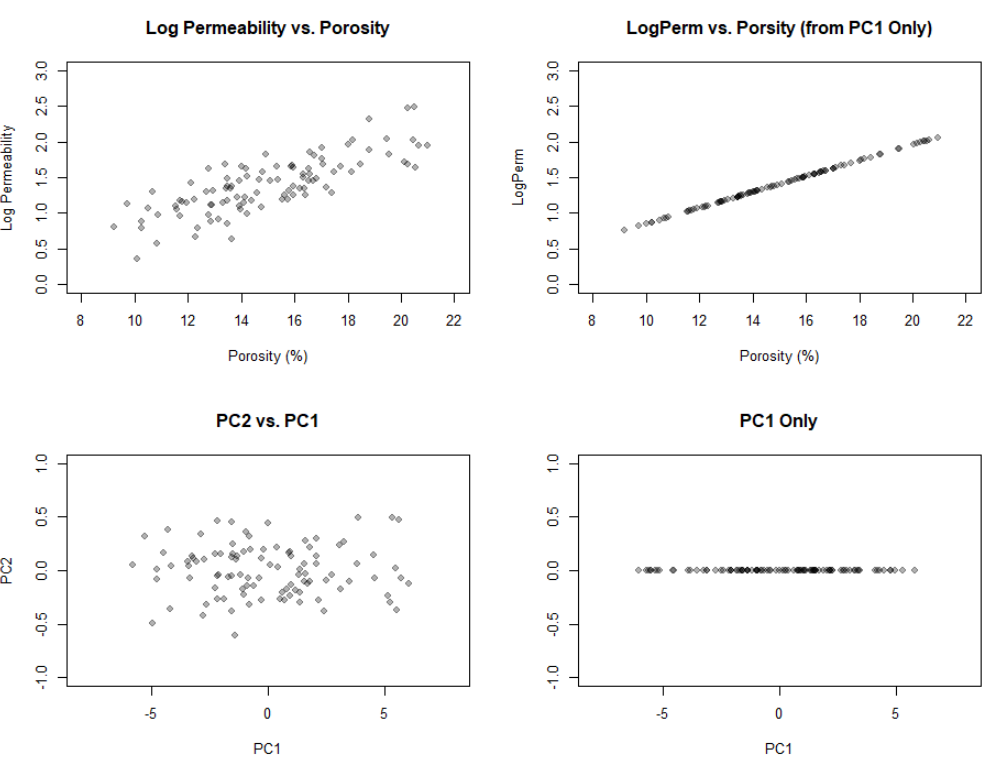 Log Permeability vs. Porosity
Log Permeability
3.0
2.5
2.0
1.5
1.0
0.5
0.0
8 10 12 14 16 18 20 22
Porosity (%)
LogPerm vs. Porsity (from PC1 Only)
LogPerm
3.0
2.5
2.0
1.5
1.0
0.5
0.0
8 10 12 14 16 18 20 22
Porosity (%)
PC2 vs. PC1
PC2
1.0
0.5
0.0
-0.5
-1.0
-5 0 5
PC1
PC1 Only
1.0
0.5
0.0
-0.5
-1.0
-5 0 5
PC1